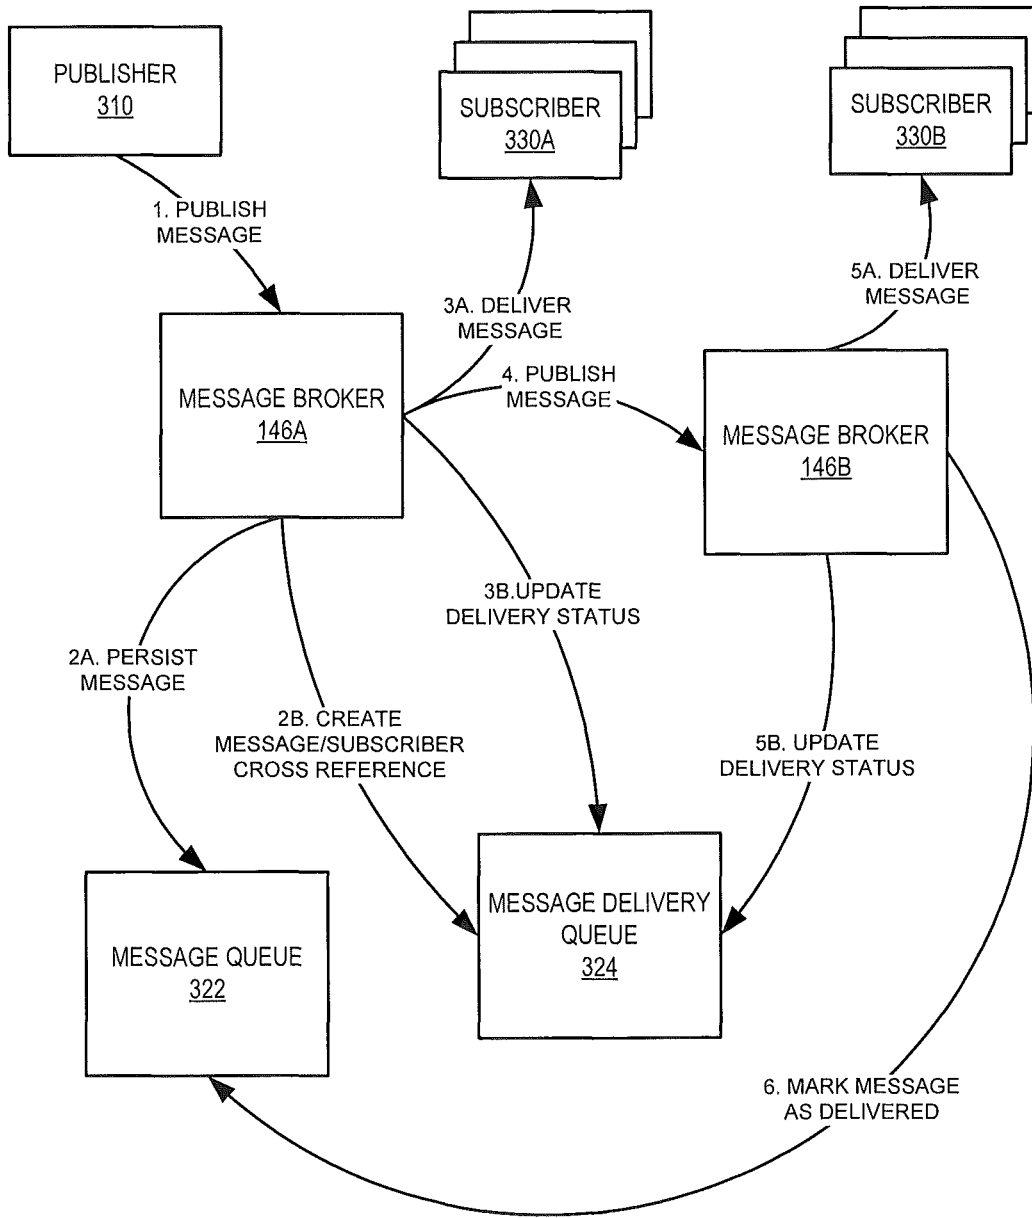 PUBLISHER
310
SUBSCRIBER
330A
SUBSCRIBER
330B
1. PUBLISH
MESSAGE
3A. DELIVER
MESSAGE
5A. DELIVER
MESSAGE
MESSAGE BROKER
146A
4. PUBLISH
MESSAGE
MESSAGE BROKER
146B
2A. PERSIST
MESSAGE
2B. CREATE
MESSAGE/SUBSCRIBER
CROSS REFERENCE
3B.UPDATE
DELIVERY STATUS
5B. UPDATE
DELIVERY STATUS
MESSAGE QUEUE
322
MESSAGE DELIVERY
QUEUE
324
6. MARK MESSAGE
AS DELIVERED